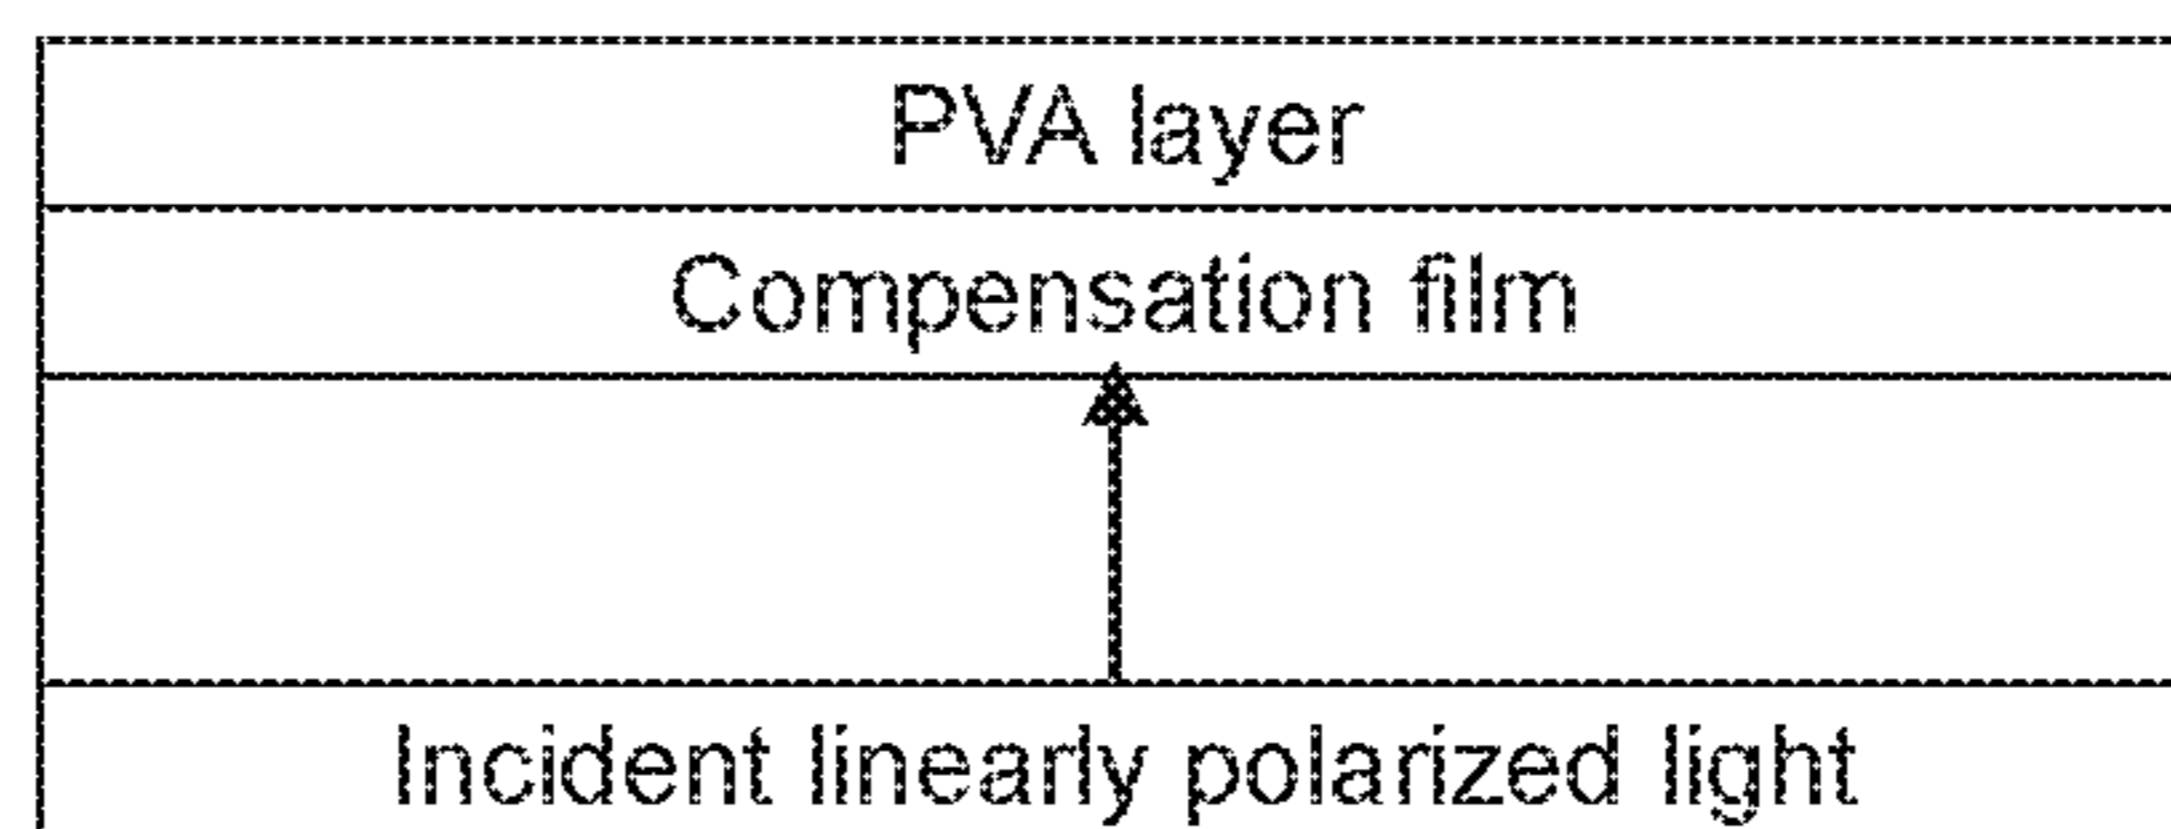 PVA layer
Compensation film
Incident linearly polarized light